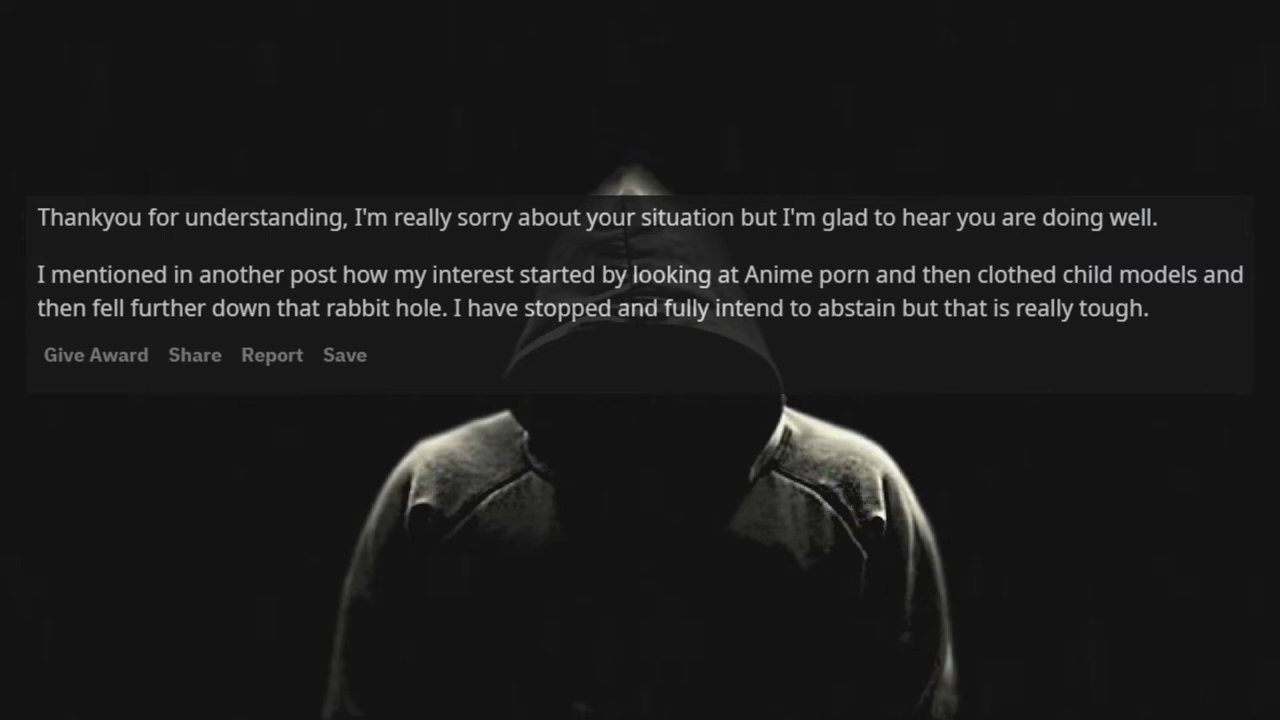 Thankyou for understanding, I'm really sorry about your situation but I'm glad to hear you are doing well.
I mentioned in another post how my interest started by looking at Anime porn and then clothed child models and
then fell further down that rabbit hole. I have stopped and fully intend to abstain but that is really tough.
Give Award Share Report Save